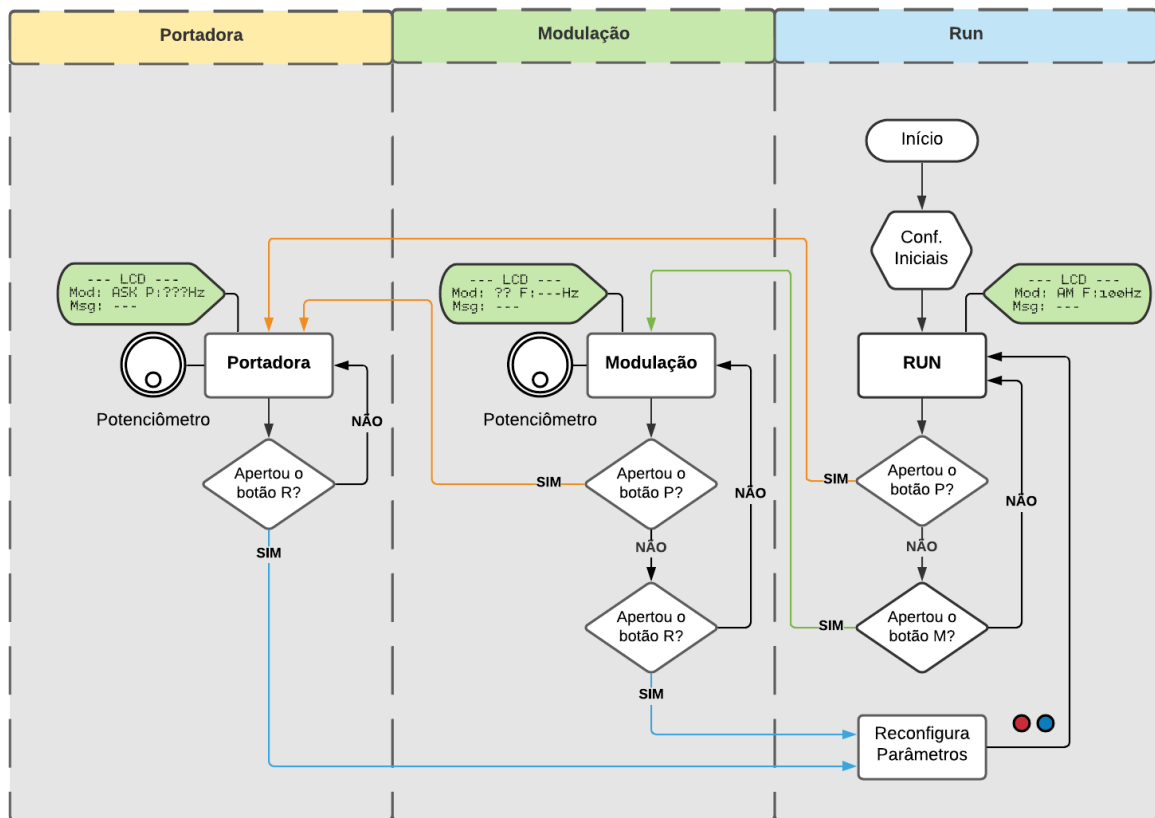 Portadora
Modulação
Run
Início
Conf.
Iniciais
--- LCD ---
Mod: ASK P:???Hz
Msg: ---
--- LCD ---
Mod: ?? F:---Hz
Msg: ---
--- LCD ---
Mod: AM F:100Hz
Msg: ---
Portadora
Modulação
RUN
Potenciômetro
Potenciômetro
NÃO
Apertou o
botão R?
SIM
Apertou o
botão P?
SIM
NÃO
NÃO
Apertou o
botão R?
SIM
Apertou o
botão P?
SIM
NÃO
NÃO
Apertou o
botão M?
SIM
Reconfigura
Parâmetros